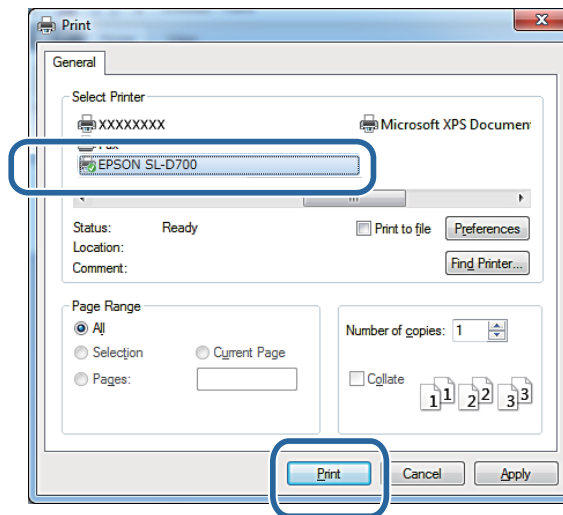 Print
General
Select Printer
XXXXXXXX Microsoft XPS Documen
Fax
EPSON SL-D700
Status: Ready Print to file Preferences
Location:
Comment: Find Printer...
Page Range
All Number of copies: 1
Selection Current Page
Pages: Collate
1 1 2 2 3 3
Print Cancel Apply